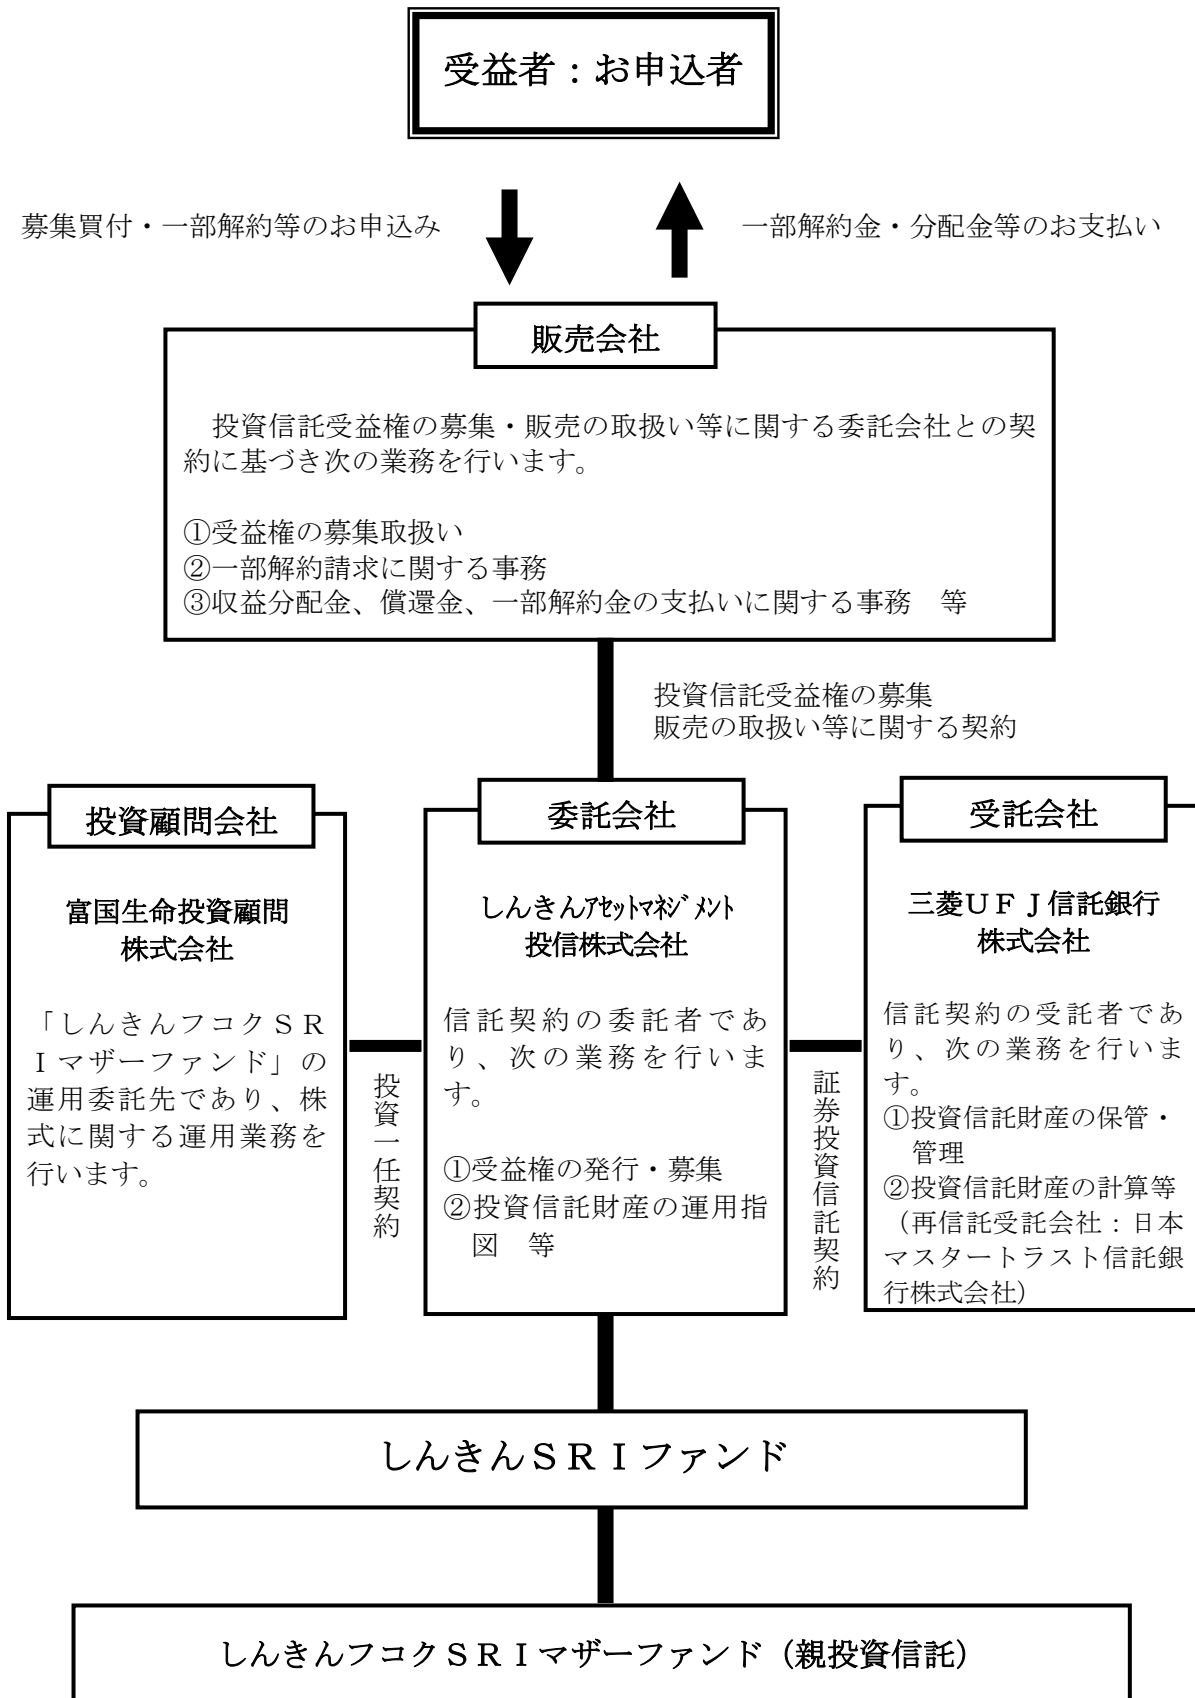 受益者：お申込者
募集買付・一部解約等のお申込み
一部解約金・分配金等のお支払い
販売会社
投資信託受益権の募集・販売の取扱い等に関する委託会社との契
約に基づき次の業務を行います。
①受益権の募集取扱い
②一部解約請求に関する事務
③収益分配金、償還金、一部解約金の支払いに関する事務　等
投資信託受益権の募集
販売の取扱い等に関する契約
投資顧問会社
富国生命投資顧問
株式会社
「しんきんフコクＳＲ
Ｉマザーファンド」の
運用委託先であり、株
式に関する運用業務を
行います。
投資一任契約
委託会社
しんきんｱｾｯﾄﾏﾈｼﾞﾒﾝﾄ
投信株式会社
信託契約の委託者であ
り、次の業務を行いま
す。
①受益権の発行・募集
②投資信託財産の運用指
図　等
証券投資信託契約
受託会社
三菱ＵＦＪ信託銀行
株式会社
信託契約の受託者であ
り、次の業務を行いま
す。
①投資信託財産の保管・
管理
②投資信託財産の計算等
（再信託受託会社：日本
マスタートラスト信託銀
行株式会社）
しんきんＳＲＩファンド
しんきんフコクＳＲＩマザーファンド（親投資信託）